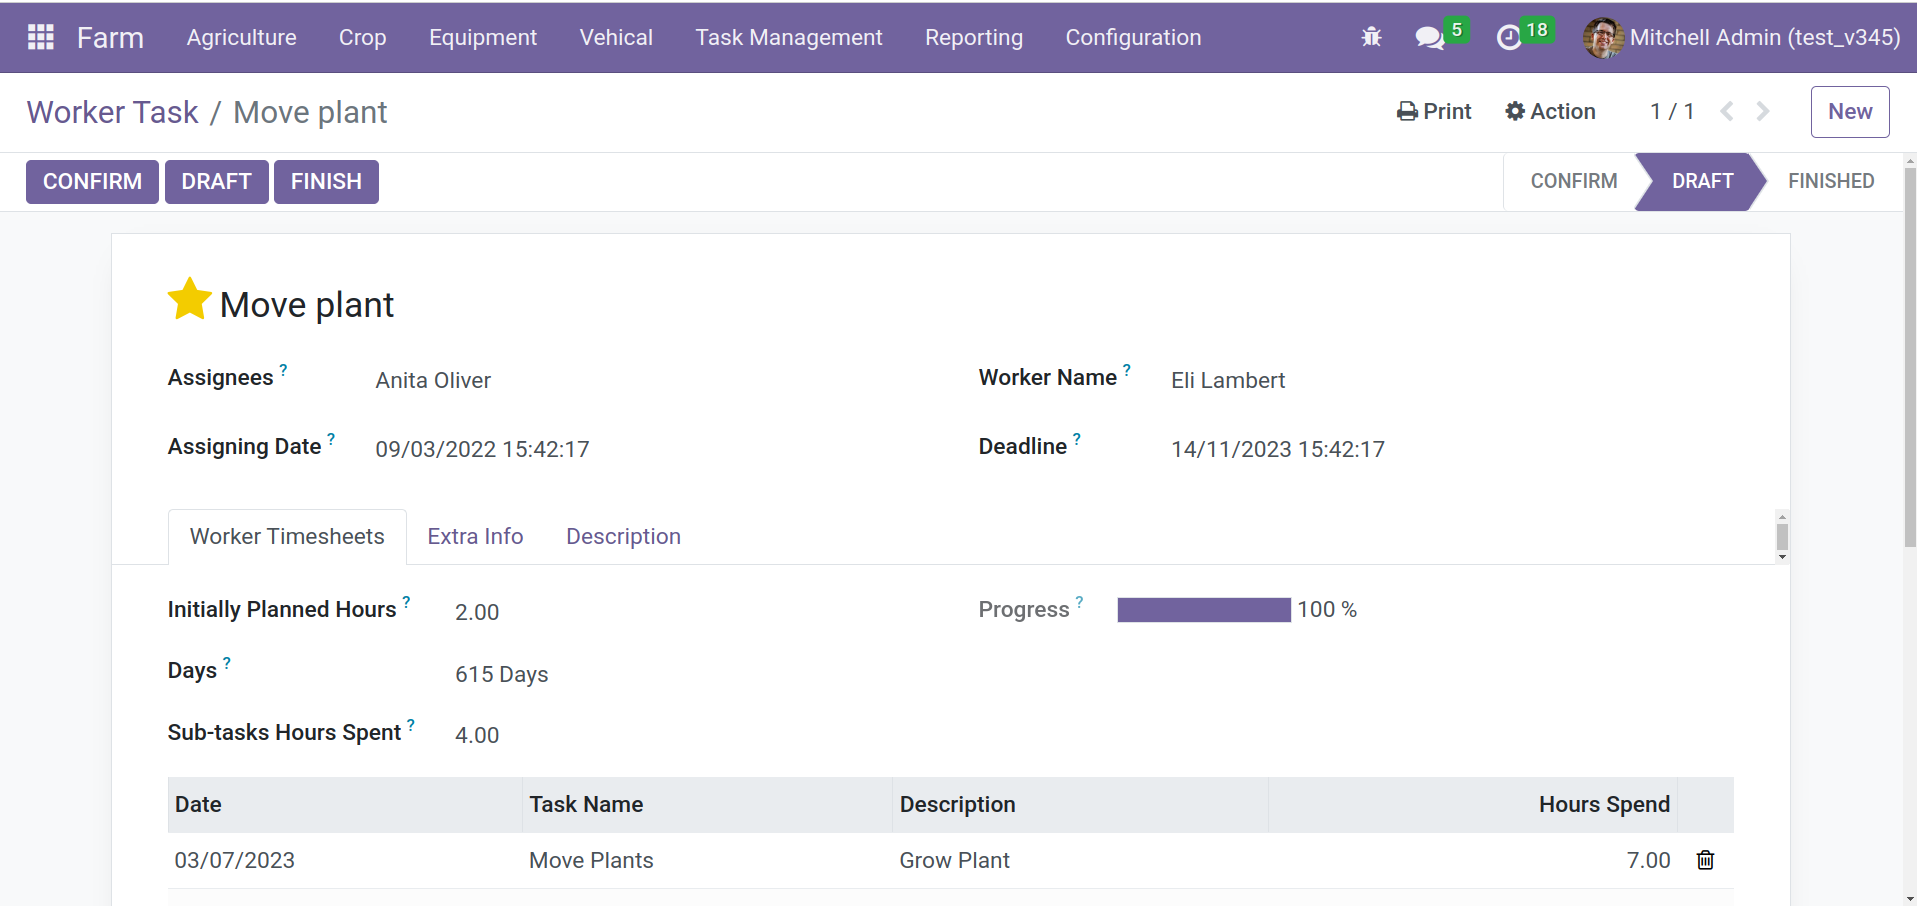 Farm Agriculture Crop Equipment Vehical Task Management Reporting Configuration 5 18 Mitchell Admin (test_v345)
Worker Task / Move plant Print Action 1 / 1 New
CONFIRM DRAFT FINISH CONFIRM DRAFT FINISHED
Move plant
Assignees ? Anita Oliver Worker Name ? Eli Lambert
Assigning Date ? 09/03/2022 15:42:17 Deadline ? 14/11/2023 15:42:17
Worker Timesheets Extra Info Description
Initially Planned Hours ? 2.00 Progress ? 100 %
Days ? 615 Days
Sub-tasks Hours Spent ? 4.00
Date Task Name Description Hours Spend
03/07/2023 Move Plants Grow Plant 7.00